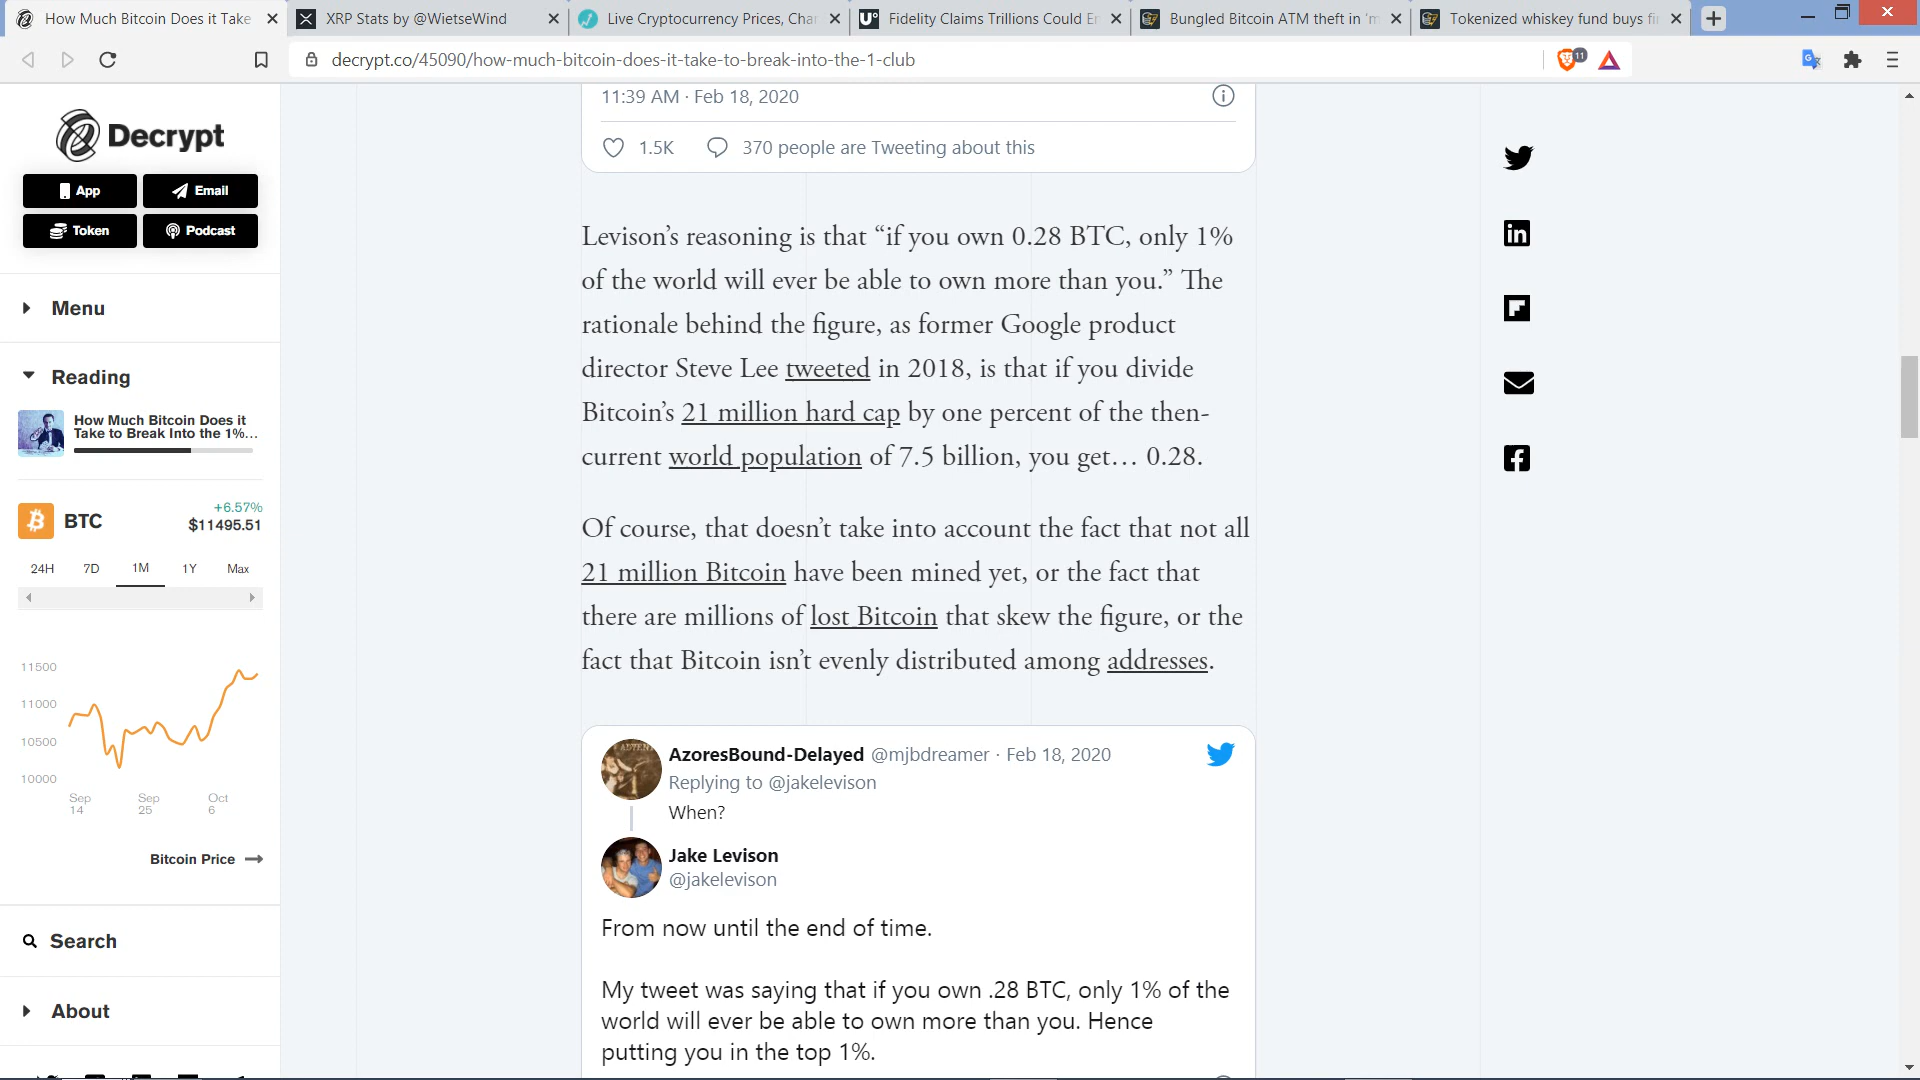 How Much Bitcoin Does it Take
XRP Stats by @WietseWind
Live Cryptocurrency Prices, Char
Fidelity Claims Trillions Could E
Bungled Bitcoin ATM theft in 'm
Tokenized whiskey fund buys fi
decrypt.co/45090/how-much-bitcoin-does-it-take-to-break-into-the-1-club
11
Decrypt
App
Email
Token
Podcast
Menu
Reading
How Much Bitcoin Does it
Take to Break Into the 1%...
BTC
+6.57%
$11495.51
24H 7D 1M 1Y Max
11500
11000
10500
10000
Sep
14
Sep
25
Oct
6
Bitcoin Price
Search
About
11:39 AM · Feb 18, 2020
1.5K 370 people are Tweeting about this
Levison's reasoning is that “if you own 0.28 BTC, only 1%
of the world will ever be able to own more than you.” The
rationale behind the figure, as former Google product
director Steve Lee tweeted in 2018, is that if you divide
Bitcoin's 21 million hard cap by one percent of the then-
current world population of 7.5 billion, you get… 0.28.
Of course, that doesn't take into account the fact that not all
21 million Bitcoin have been mined yet, or the fact that
there are millions of lost Bitcoin that skew the figure, or the
fact that Bitcoin isn't evenly distributed among addresses.
AzoresBound-Delayed @mjbdreamer · Feb 18, 2020
Replying to @jakelevison
When?
Jake Levison
@jakelevison
From now until the end of time.
My tweet was saying that if you own .28 BTC, only 1% of the
world will ever be able to own more than you. Hence
putting you in the top 1%.